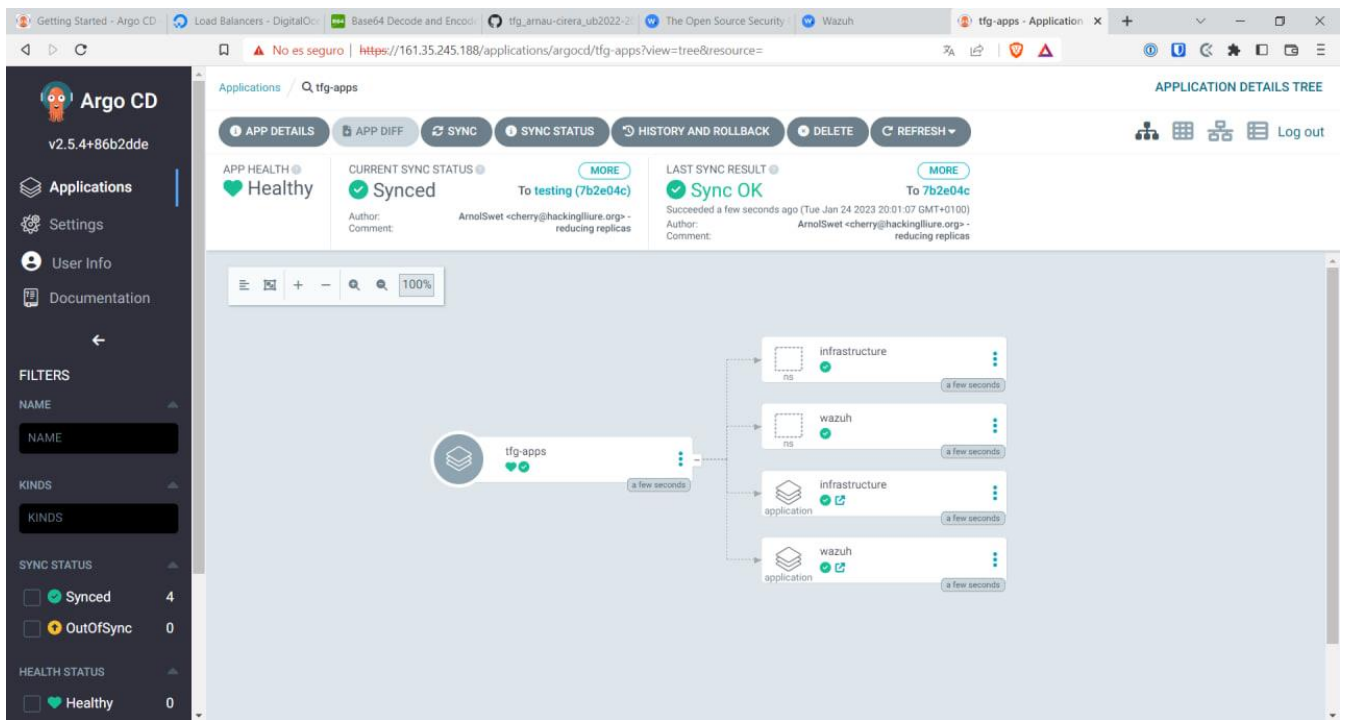 Getting Started - Argo CD
Load Balancers - DigitalOc
Base64 Decode and Encod
tfg_arnau-cirera_ub2022-2
The Open Source Security
Wazuh
tfg-apps - Application
No es seguro | https://161.35.245.188/applications/argocd/tfg-apps?view=tree&resource=
Argo CD
v2.5.4+86b2dde
Applications
Settings
User Info
Documentation
FILTERS
NAME
NAME
KINDS
KINDS
SYNC STATUS
Synced 4
OutOfSync 0
HEALTH STATUS
Healthy 0
Applications / tfg-apps
APPLICATION DETAILS TREE
APP DETAILS
APP DIFF
SYNC
SYNC STATUS
HISTORY AND ROLLBACK
DELETE
REFRESH
Log out
APP HEALTH
Healthy
CURRENT SYNC STATUS
MORE
Synced
To testing (7b2e04c)
Author: ArnolSwet <cherry@hackinglliure.org> -
Comment: reducing replicas
LAST SYNC RESULT
MORE
Sync OK
To 7b2e04c
Succeeded a few seconds ago (Tue Jan 24 2023 20:01:07 GMT+0100)
Author: ArnolSwet <cherry@hackinglliure.org> -
Comment: reducing replicas
100%
tfg-apps
a few seconds
infrastructure
ns
a few seconds
wazuh
ns
a few seconds
infrastructure
application
a few seconds
wazuh
application
a few seconds